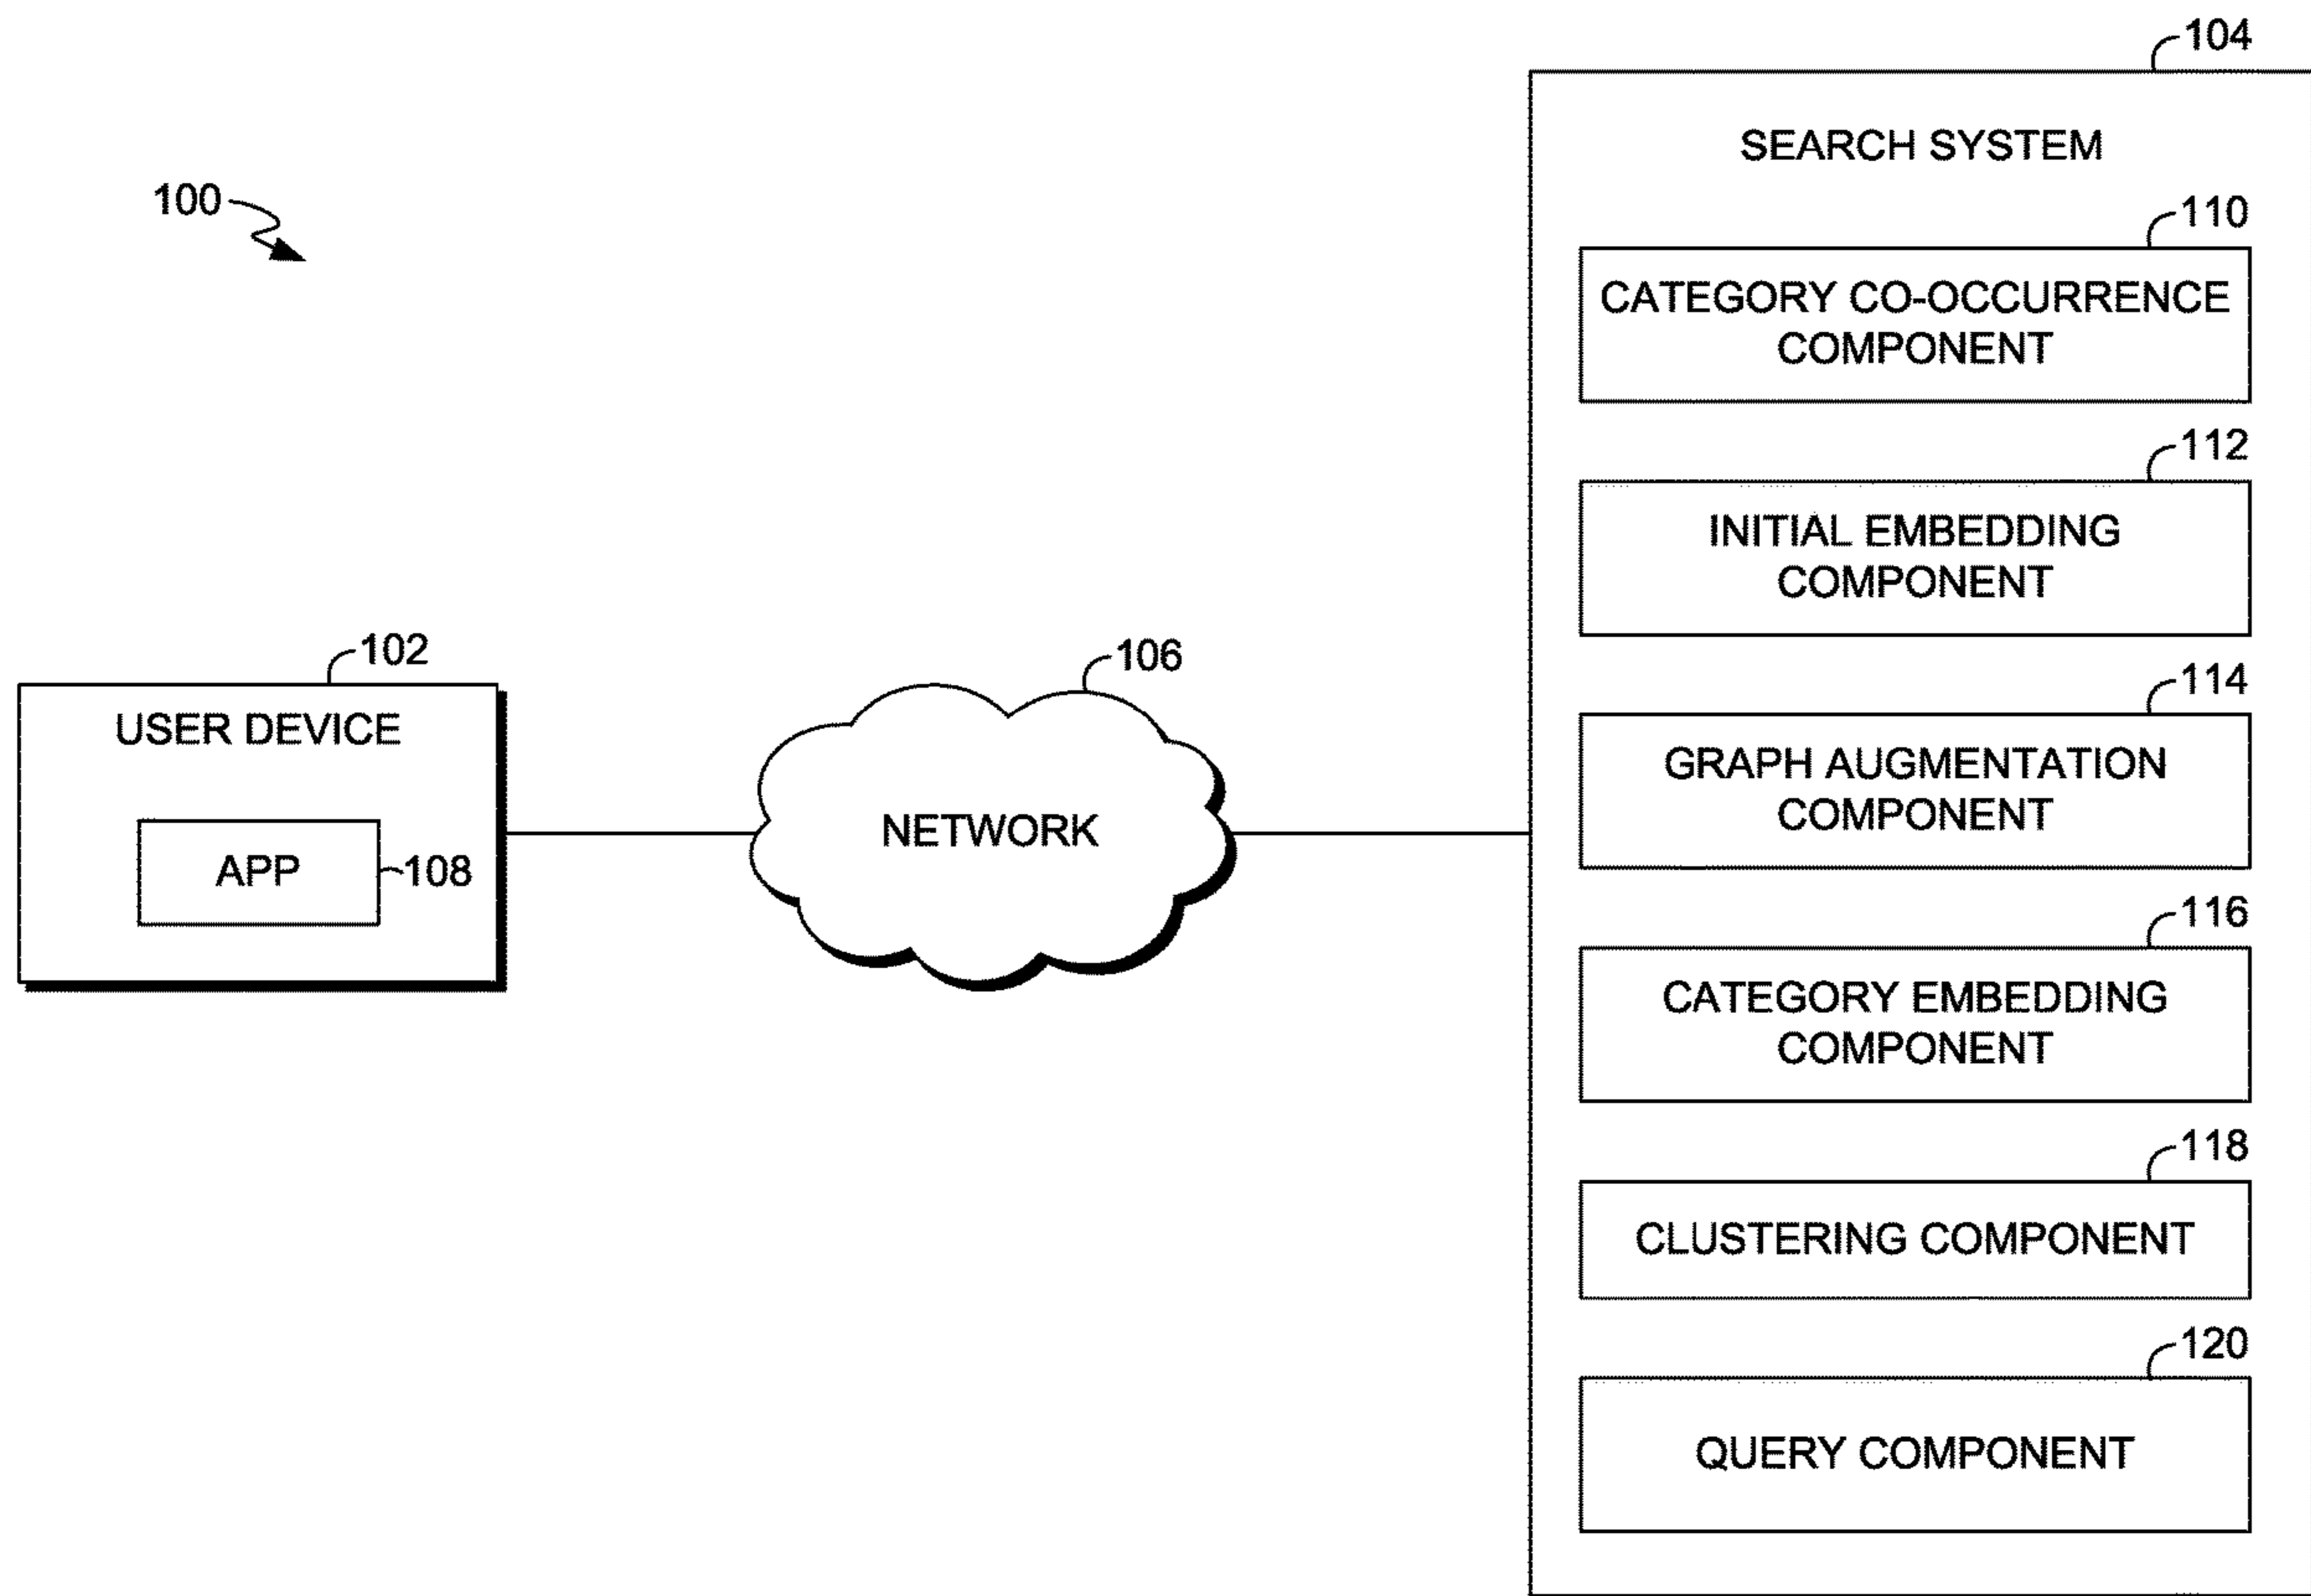 104
SEARCH SYSTEM
100
110
CATEGORY CO-OCCURRENCE
COMPONENT
112
INITIAL EMBEDDING
COMPONENT
102
USER DEVICE
APP
108
106
NETWORK
114
GRAPH AUGMENTATION
COMPONENT
116
CATEGORY EMBEDDING
COMPONENT
118
CLUSTERING COMPONENT
120
QUERY COMPONENT